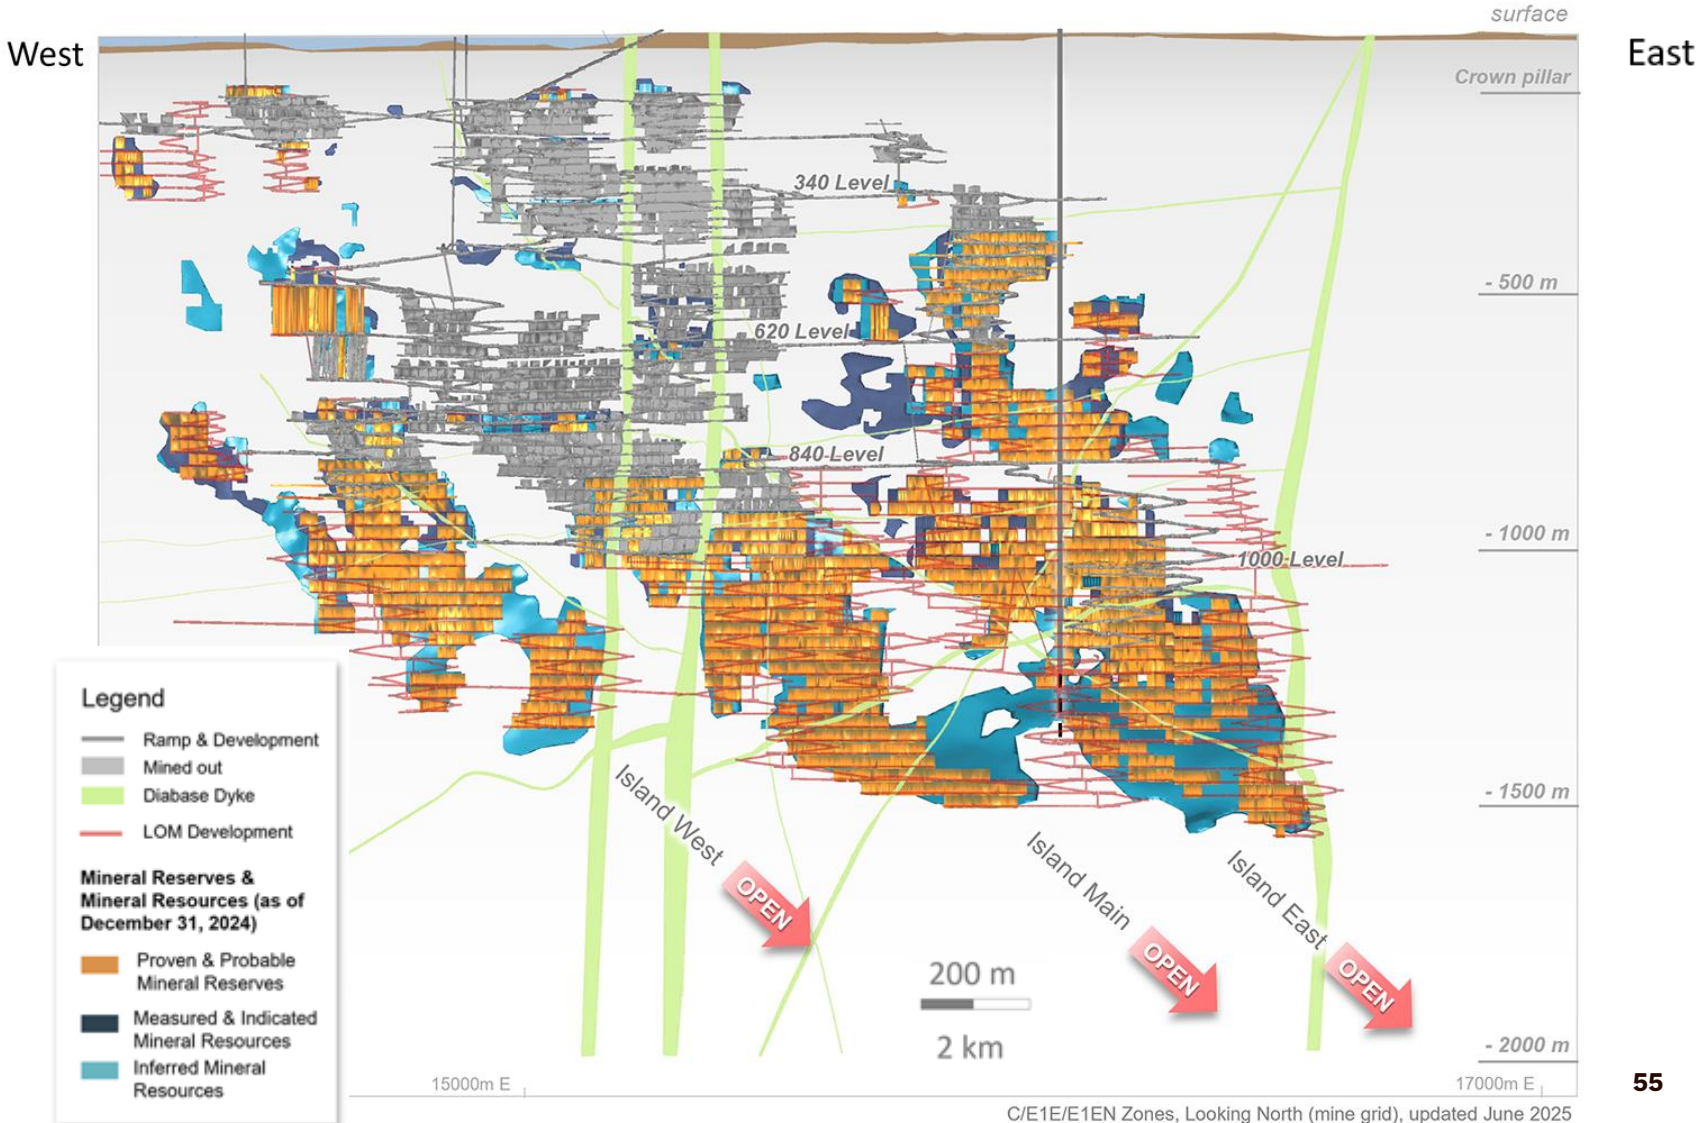 surface
West
East
Crown pillar
340 Level
- 500 m
620 Level
840 Level
- 1000 m
1000 Level
Legend
Ramp & Development
Mined out
Diabase Dyke
LOM Development
Mineral Reserves &
Mineral Resources (as of
December 31, 2024)
Proven & Probable
Mineral Reserves
Measured & Indicated
Mineral Resources
Inferred Mineral
Resources
- 1500 m
Island West
OPEN
Island Main
OPEN
Island East
OPEN
200 m
2 km
- 2000 m
15000m E
17000m E
55
C/E1E/E1EN Zones, Looking North (mine grid), updated June 2025